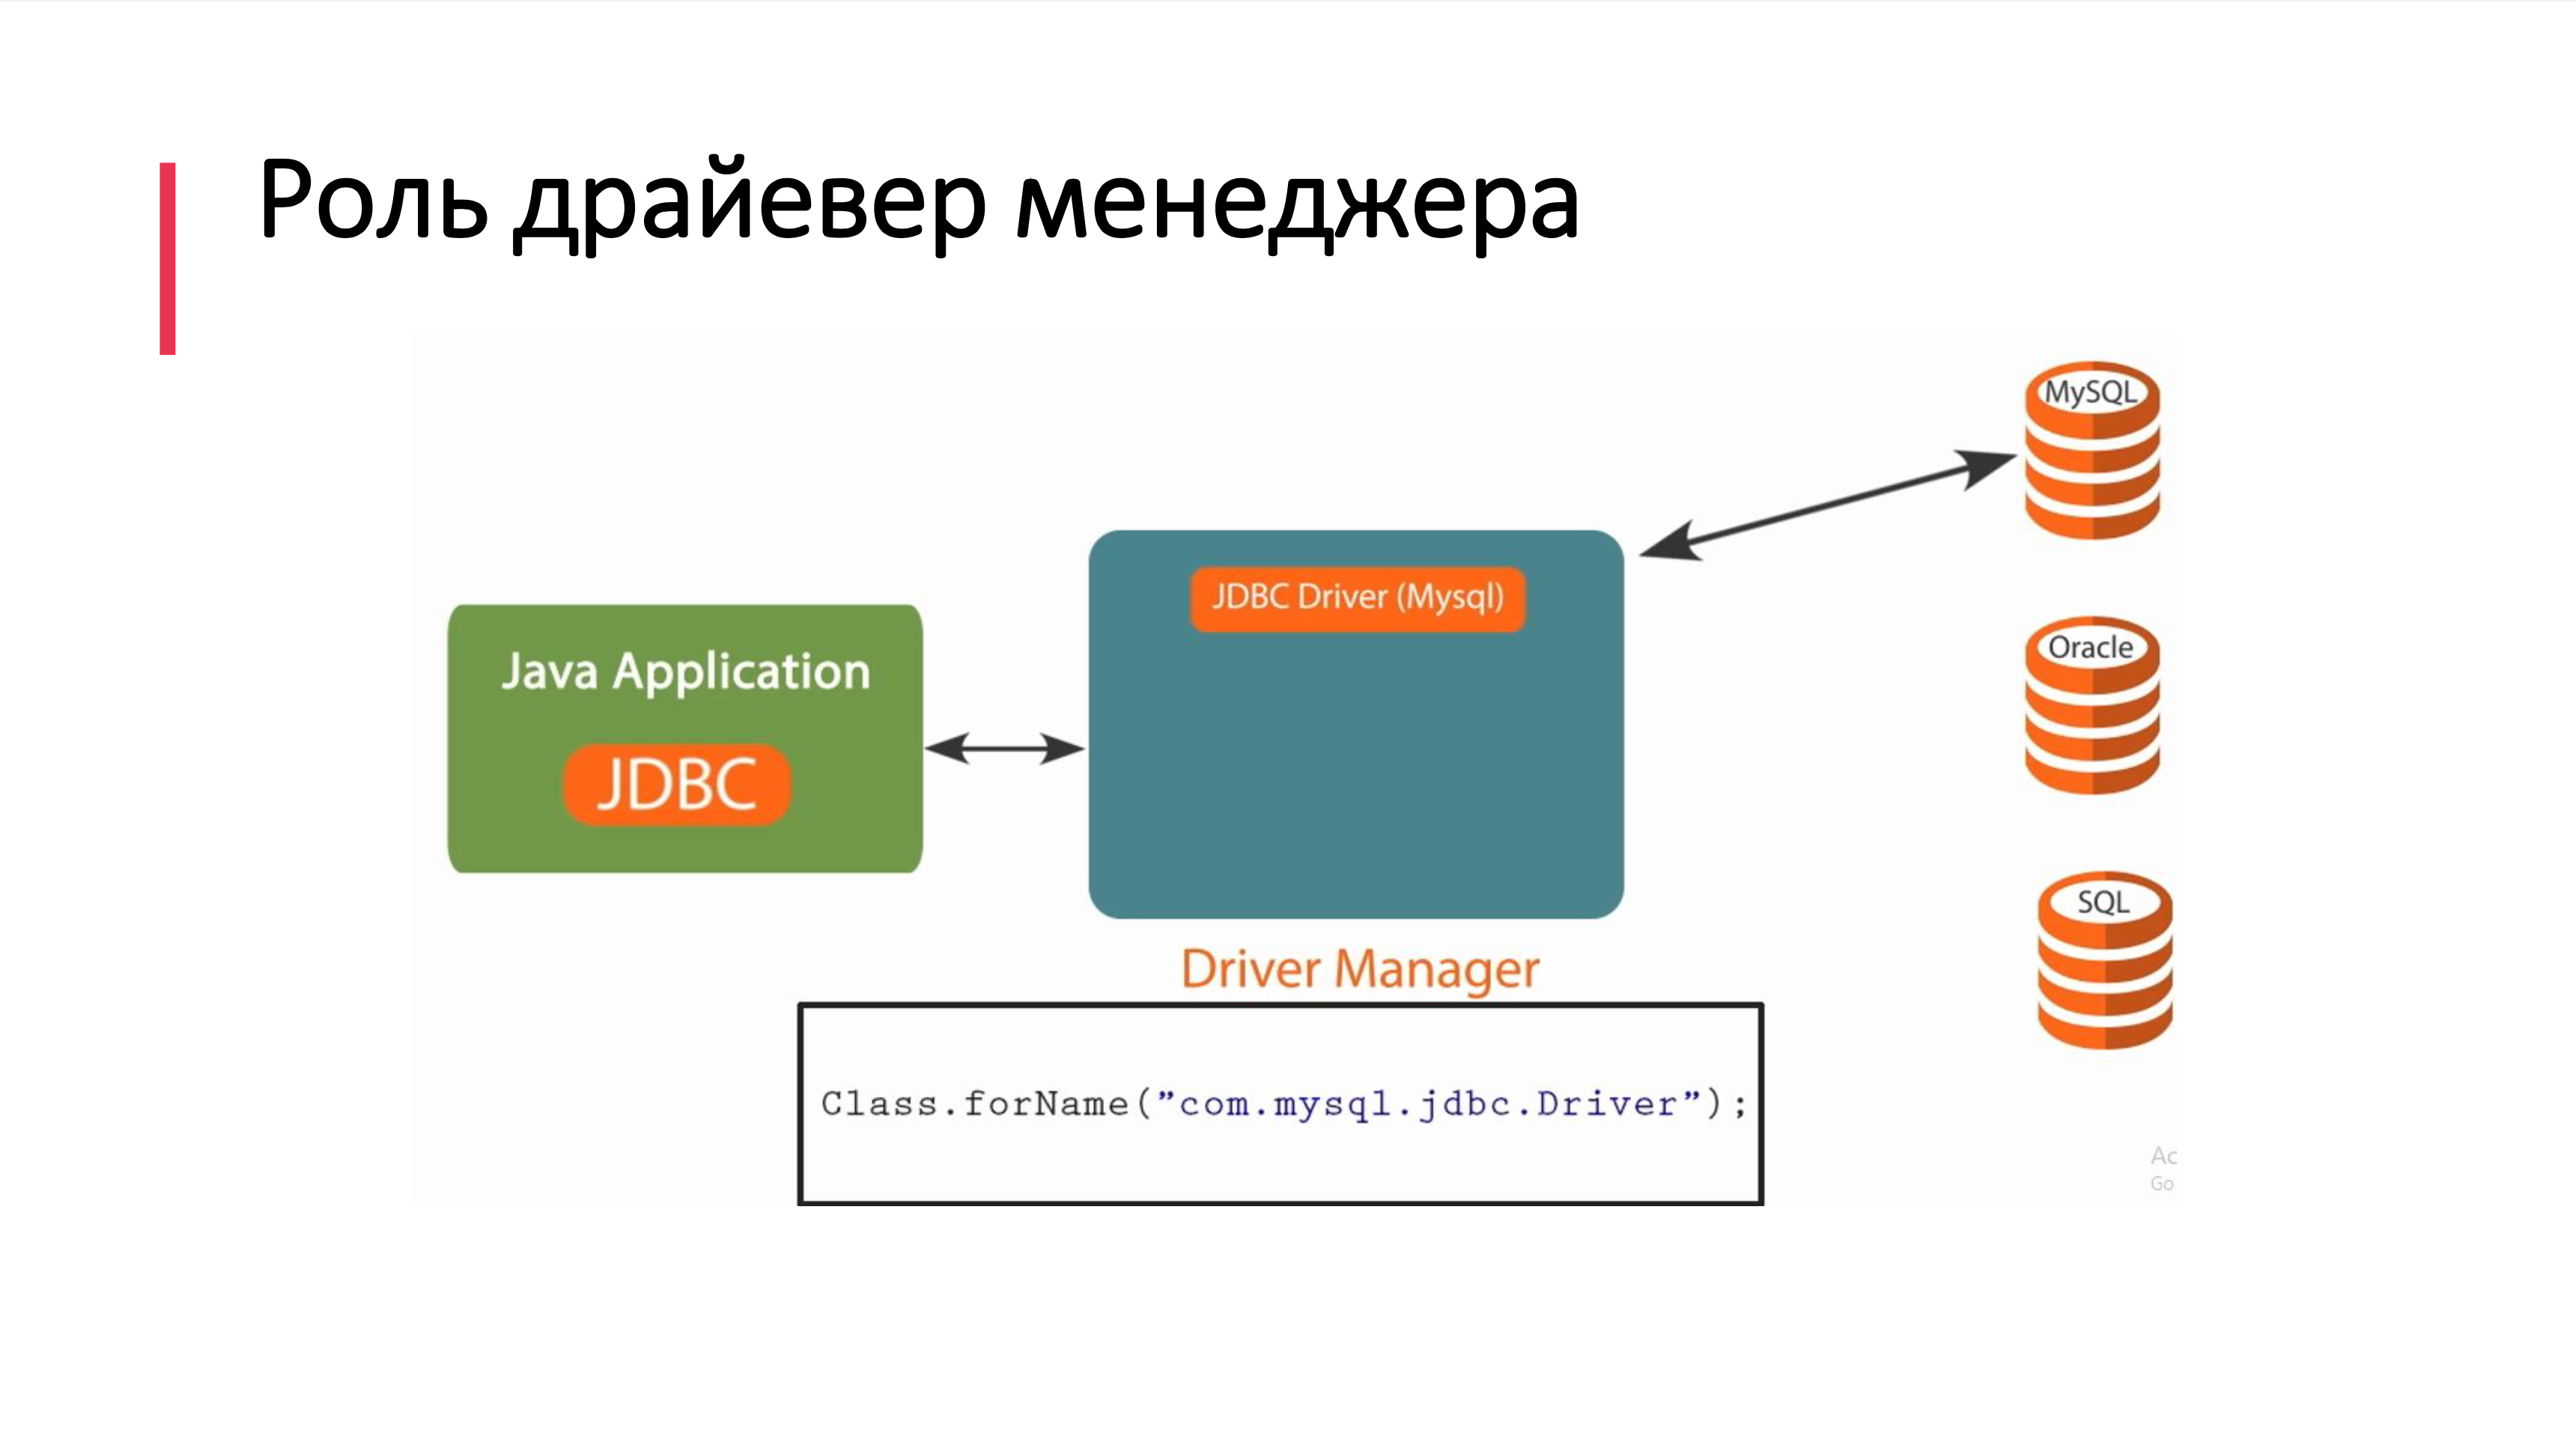 Роль драйевер менеджера
MySQL
JDBC Driver (Mysql)
Java Application
JDBC
Oracle
SQL
Driver Manager
Class.forName(”com.mysql.jdbc.Driver”);
Ac
Go